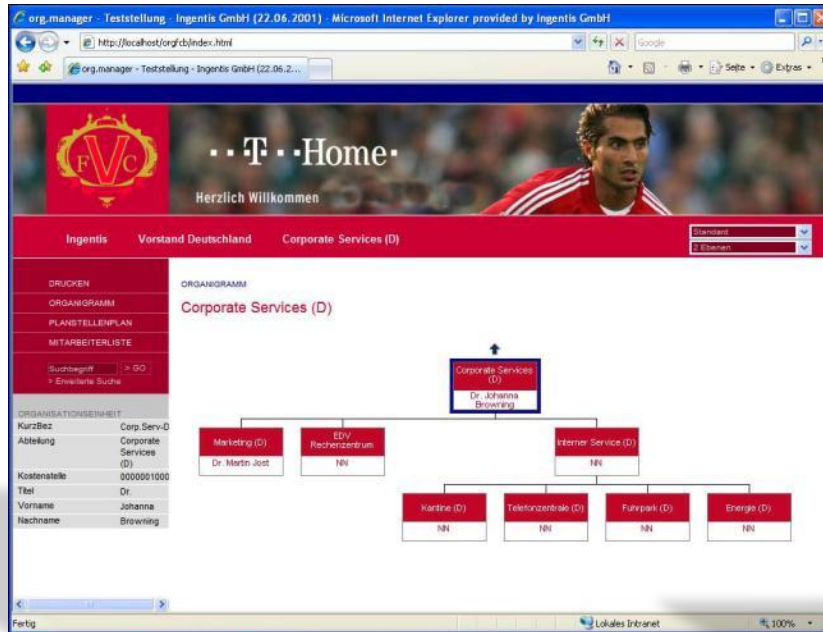 org.manager - Teststellung - Ingentis GmbH (22.06.2001) - Microsoft Internet Explorer provided by Ingentis GmbH
http://localhost/orgfcb/index.html
Google
org.manager - Teststellung - Ingentis GmbH (22.06.2...
Seite
Extras
FVC
··T··Home·
Herzlich Willkommen
Ingentis Vorstand Deutschland Corporate Services (D)
Standard
2 Ebenen
DRUCKEN
ORGANIGRAMM
PLANSTELLENPLAN
MITARBEITERLISTE
Suchbegriff > GO
> Erweiterte Suche
ORGANISATIONSEINHEIT
KurzBez Corp.Serv-D
Abteilung Corporate
Services
(D)
Kostenstelle 0000001000
Titel Dr.
Vorname Johanna
Nachname Browning
ORGANIGRAMM
Corporate Services (D)
Corporate Services
(D)
Dr. Johanna
Browning
Marketing (D)
Dr. Martin Jost
EDV
Rechenzentrum
NN
Interner Service (D)
NN
Kantine (D)
NN
Telefonzentrale (D)
NN
Fuhrpark (D)
NN
Energie (D)
NN
Fertig
Lokales Intranet
100%